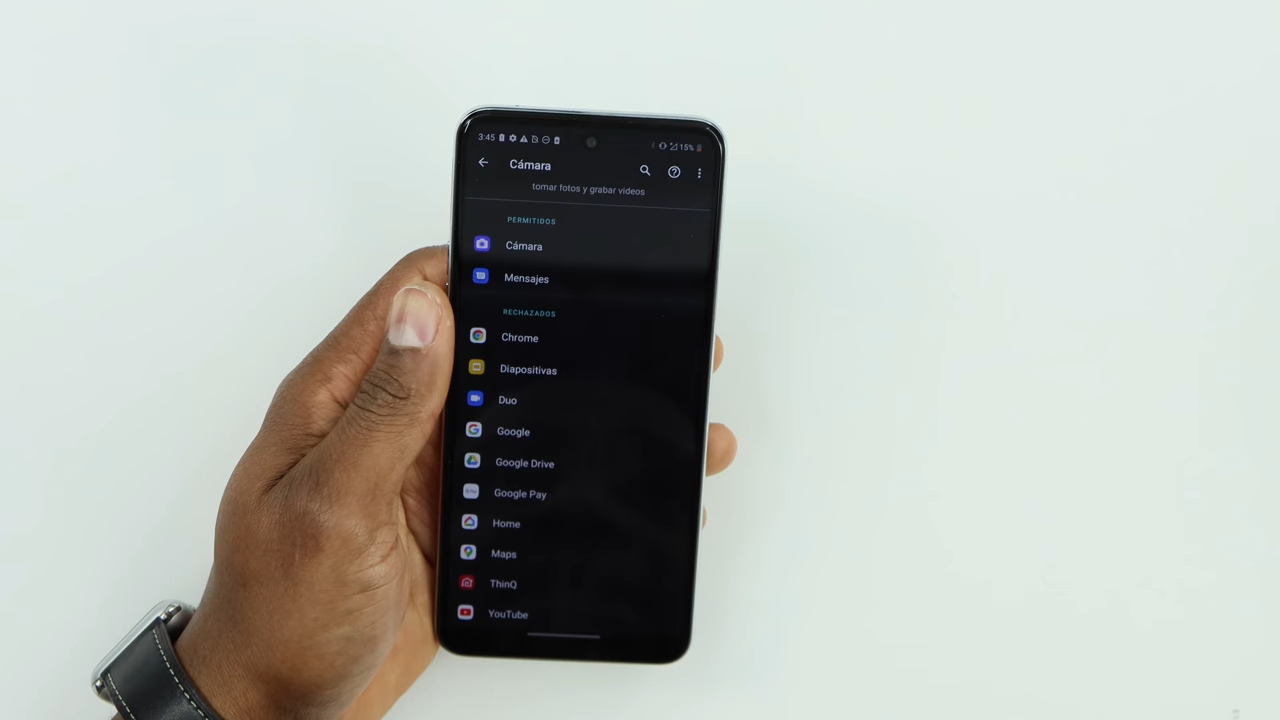 3:45
15%
Cámara
tomar fotos y grabar videos
PERMITIDOS
Cámara
Mensajes
RECHAZADOS
Chrome
Diapositivas
Duo
Google
Google Drive
Google Pay
Home
Maps
ThinQ
YouTube